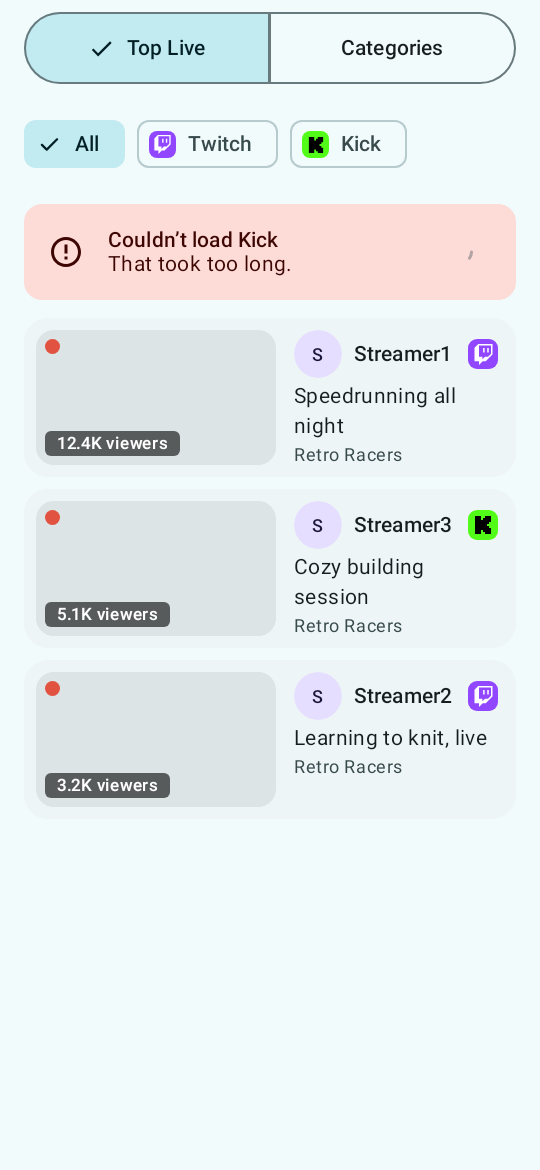 Top Live
Categories
All
Twitch
Kick
Couldn’t load Kick
That took too long.
S
Streamer1
Speedrunning all
night
Retro Racers
12.4K viewers
S
Streamer3
Cozy building
session
Retro Racers
5.1K viewers
S
Streamer2
Learning to knit, live
Retro Racers
3.2K viewers